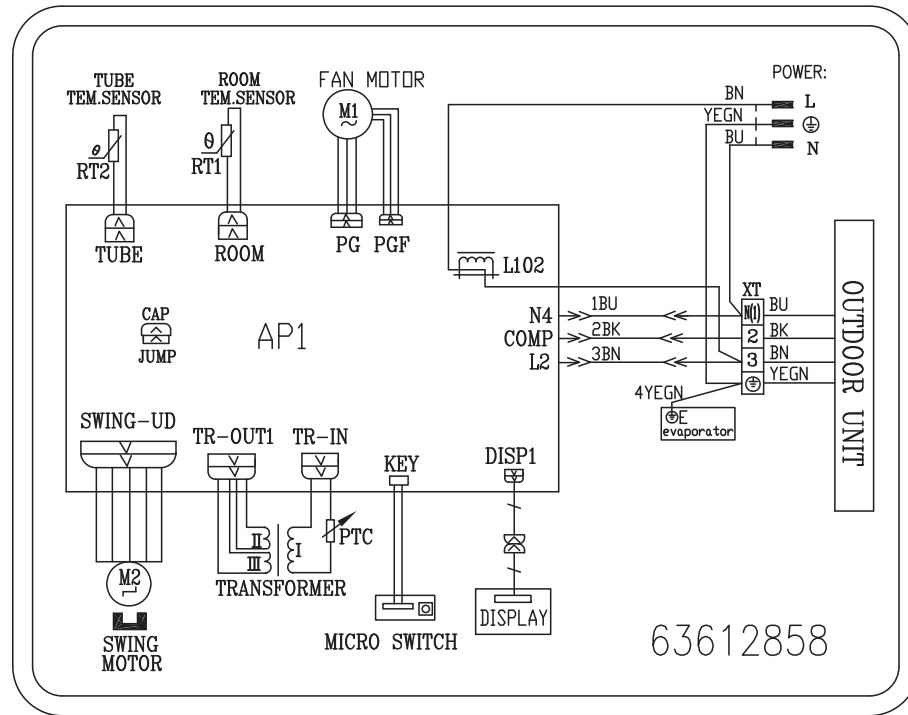 TUBE
TEM.SENSOR
ROOM
TEM.SENSOR
FAN MOTOR
POWER:
M1
~
BN
L
YEGN
BU
N
θ
RT2
θ
RT1
TUBE
ROOM
PG
PGF
L102
CAP
JUMP
AP1
N4
1BU
COMP
2BK
L2
3BN
XT
N(1)
BU
2
BK
3
BN
YEGN
4YEGN
E
evaporator
OUTDOOR UNIT
SWING-UD
TR-OUT1
TR-IN
KEY
DISP1
II
III
I
PTC
TRANSFORMER
M2
SWING
MOTOR
MICRO SWITCH
DISPLAY
63612858